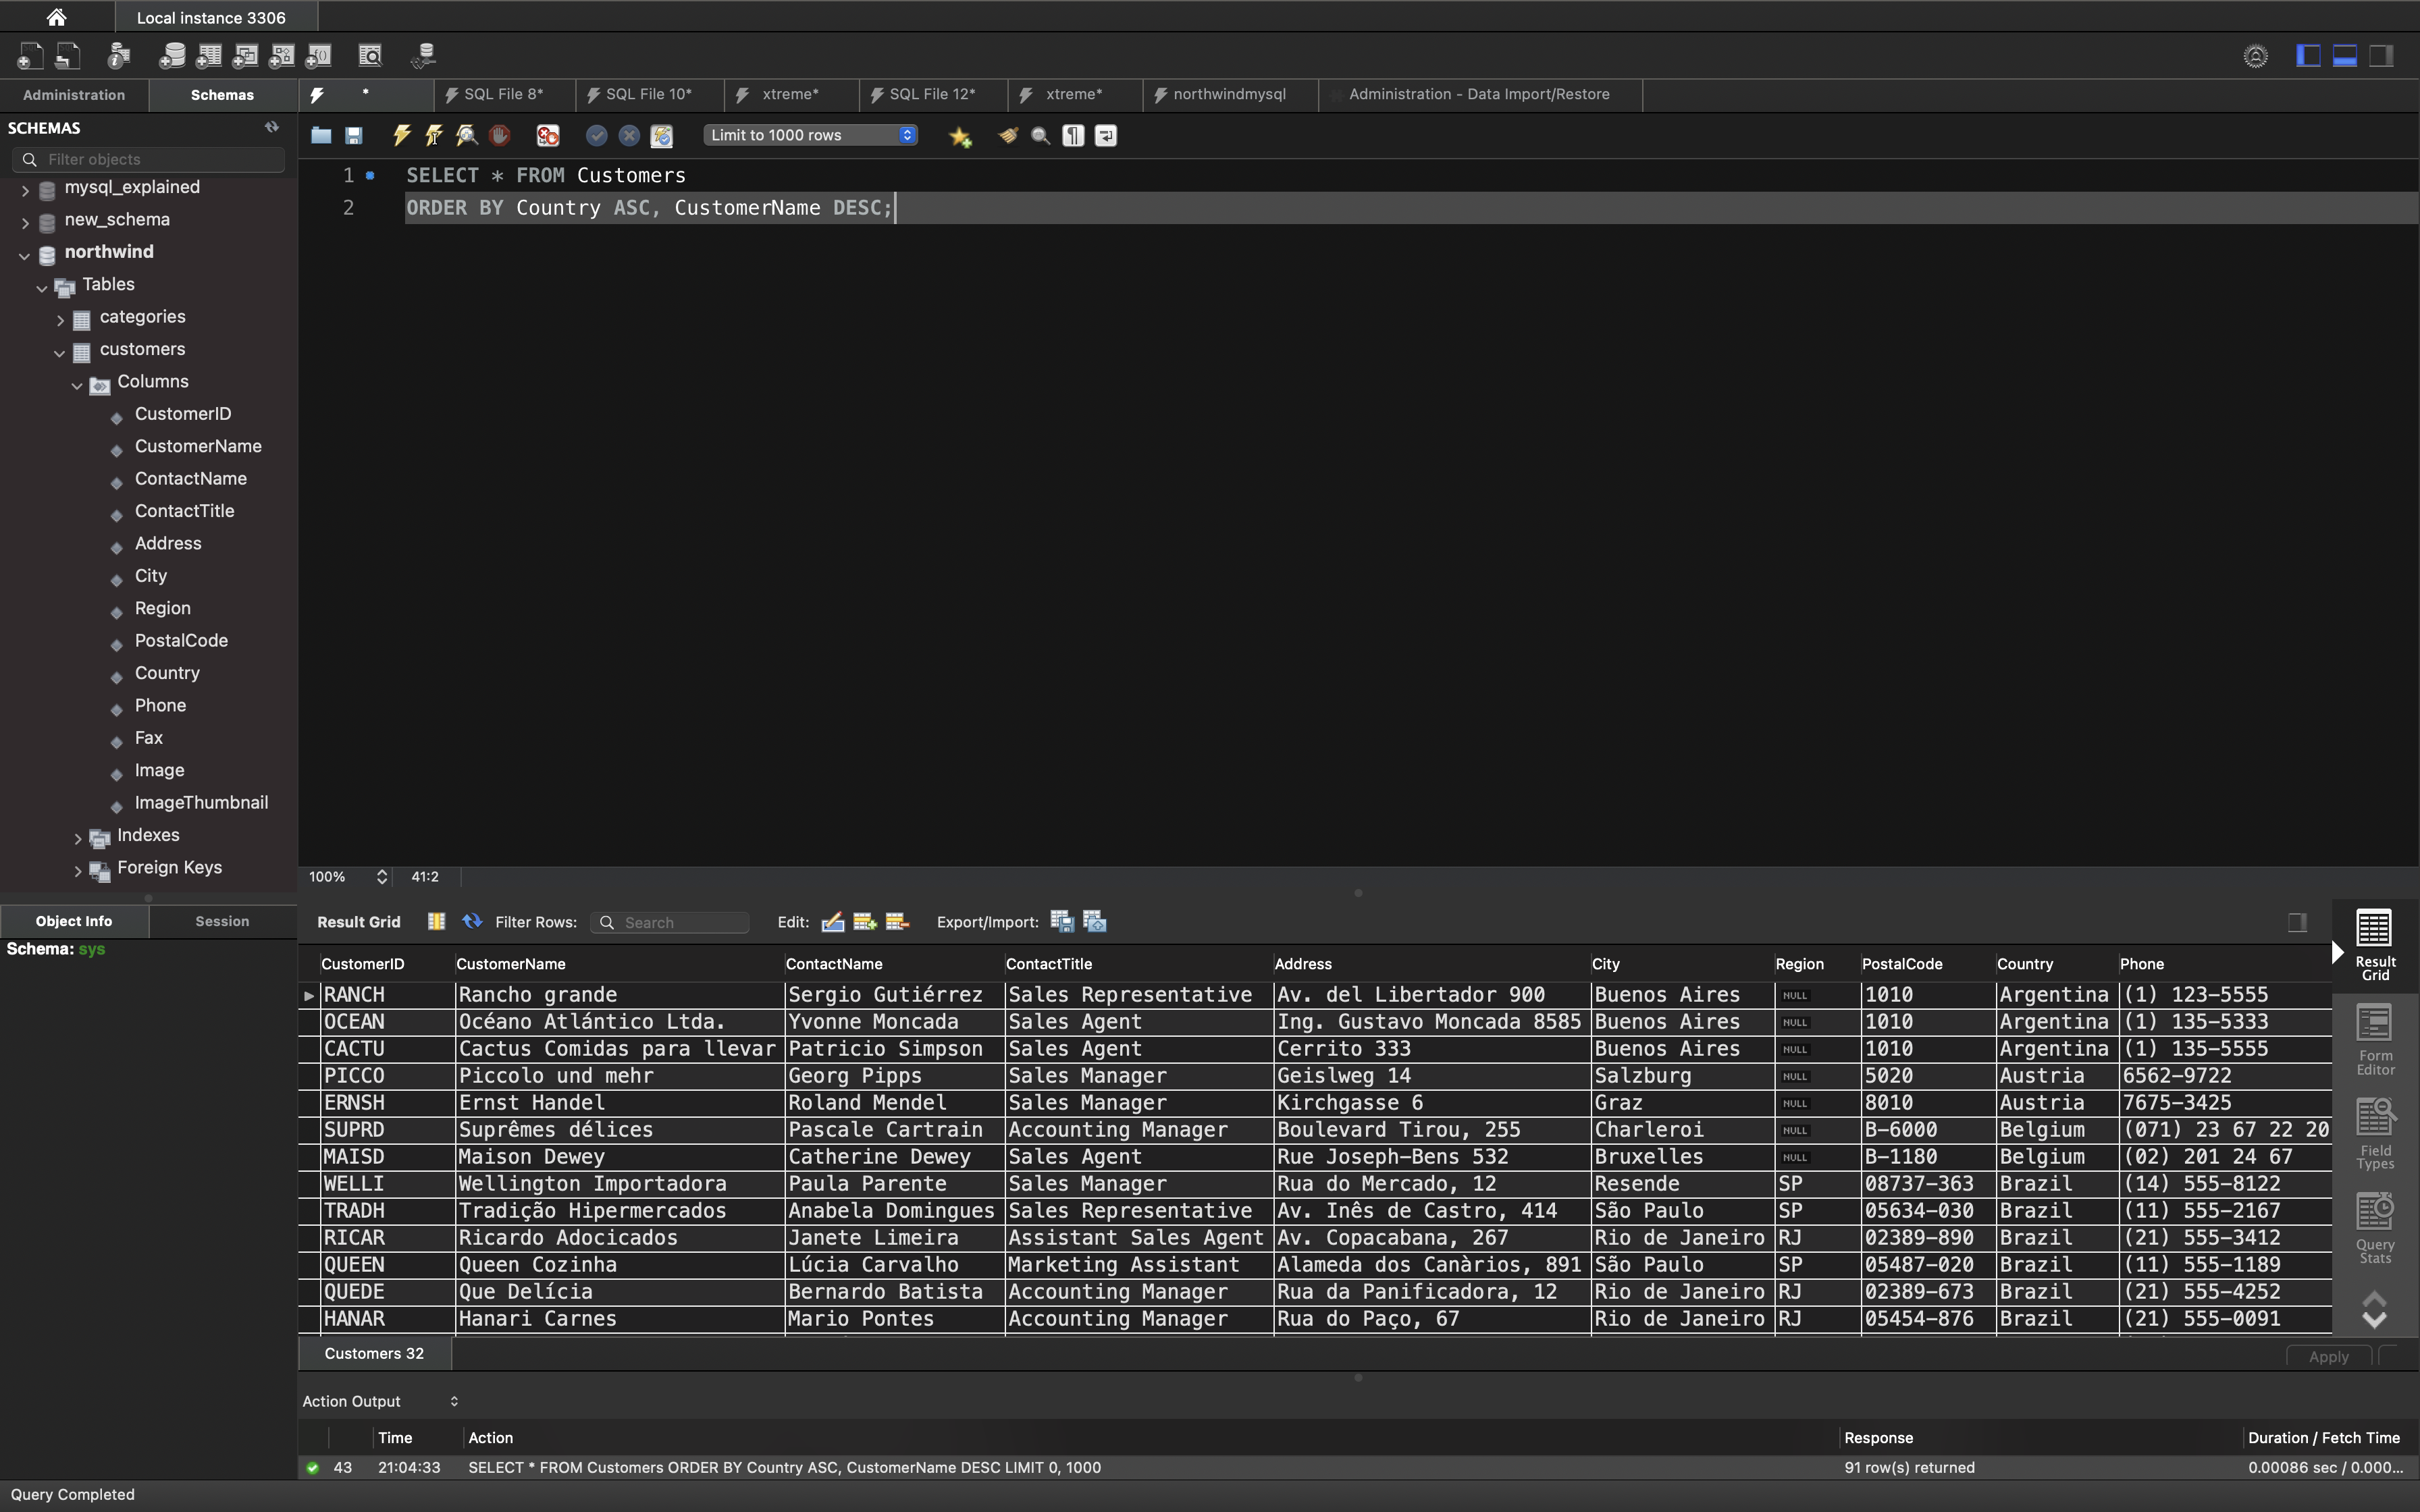 Local instance 3306
Administration Schemas * SQL File 8* SQL File 10* xtreme* SQL File 12* xtreme* northwindmysql Administration - Data Import/Restore
SCHEMAS
Filter objects
mysql_explained
new_schema
northwind
Tables
categories
customers
Columns
CustomerID
CustomerName
ContactName
ContactTitle
Address
City
Region
PostalCode
Country
Phone
Fax
Image
ImageThumbnail
Indexes
Foreign Keys
Object Info Session
Schema: sys
Limit to 1000 rows
1 SELECT * FROM Customers
2 ORDER BY Country ASC, CustomerName DESC;
100% 41:2
Result Grid Filter Rows: Search Edit: Export/Import:
CustomerID CustomerName ContactName ContactTitle Address City Region PostalCode Country Phone
RANCH Rancho grande Sergio Gutiérrez Sales Representative Av. del Libertador 900 Buenos Aires NULL 1010 Argentina (1) 123-5555
OCEAN Océano Atlántico Ltda. Yvonne Moncada Sales Agent Ing. Gustavo Moncada 8585 Buenos Aires NULL 1010 Argentina (1) 135-5333
CACTU Cactus Comidas para llevar Patricio Simpson Sales Agent Cerrito 333 Buenos Aires NULL 1010 Argentina (1) 135-5555
PICCO Piccolo und mehr Georg Pipps Sales Manager Geislweg 14 Salzburg NULL 5020 Austria 6562-9722
ERNSH Ernst Handel Roland Mendel Sales Manager Kirchgasse 6 Graz NULL 8010 Austria 7675-3425
SUPRD Suprêmes délices Pascale Cartrain Accounting Manager Boulevard Tirou, 255 Charleroi NULL B-6000 Belgium (071) 23 67 22 20
MAISD Maison Dewey Catherine Dewey Sales Agent Rue Joseph-Bens 532 Bruxelles NULL B-1180 Belgium (02) 201 24 67
WELLI Wellington Importadora Paula Parente Sales Manager Rua do Mercado, 12 Resende SP 08737-363 Brazil (14) 555-8122
TRADH Tradição Hipermercados Anabela Domingues Sales Representative Av. Inês de Castro, 414 São Paulo SP 05634-030 Brazil (11) 555-2167
RICAR Ricardo Adocicados Janete Limeira Assistant Sales Agent Av. Copacabana, 267 Rio de Janeiro RJ 02389-890 Brazil (21) 555-3412
QUEEN Queen Cozinha Lúcia Carvalho Marketing Assistant Alameda dos Canàrios, 891 São Paulo SP 05487-020 Brazil (11) 555-1189
QUEDE Que Delícia Bernardo Batista Accounting Manager Rua da Panificadora, 12 Rio de Janeiro RJ 02389-673 Brazil (21) 555-4252
HANAR Hanari Carnes Mario Pontes Accounting Manager Rua do Paço, 67 Rio de Janeiro RJ 05454-876 Brazil (21) 555-0091
Result
Grid
Form
Editor
Field
Types
Query
Stats
Customers 32 Apply
Action Output
Time Action Response Duration / Fetch Time
43 21:04:33 SELECT * FROM Customers ORDER BY Country ASC, CustomerName DESC LIMIT 0, 1000 91 row(s) returned 0.00086 sec / 0.000...
Query Completed